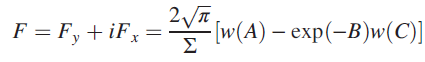 F = F_y + iF_x = \frac{2\sqrt{\pi}}{\Sigma} [w(A) − exp(−B)w(C)]